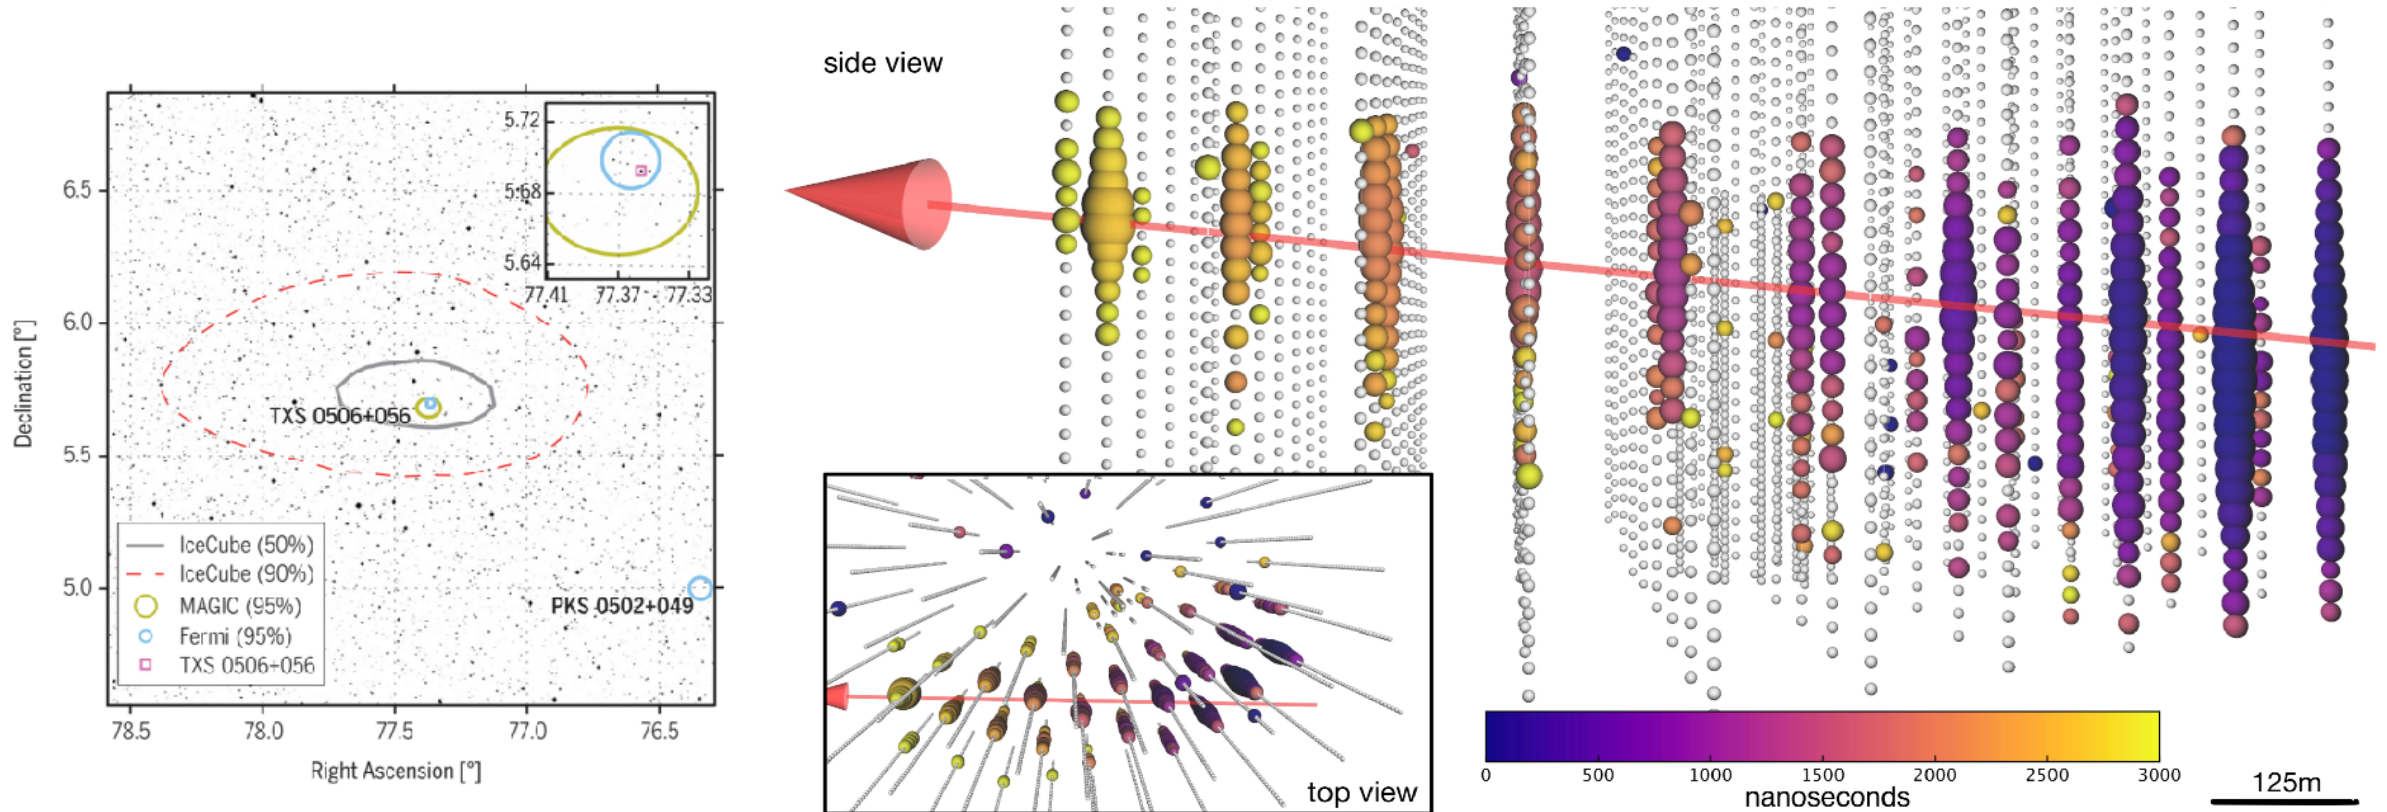 5.72
5.68
5.64
77.41 77.37 77.33
6.5
6.0
5.5
5.0
Declination [°]
TXS 0506+056
PKS 0502+049
IceCube (50%)
IceCube (90%)
MAGIC (95%)
Fermi (95%)
TXS 0506+056
78.5 78.0 77.5 77.0 76.5
Right Ascension [°]
side view
top view
0 500 1000 1500 2000 2500 3000
nanoseconds
125m